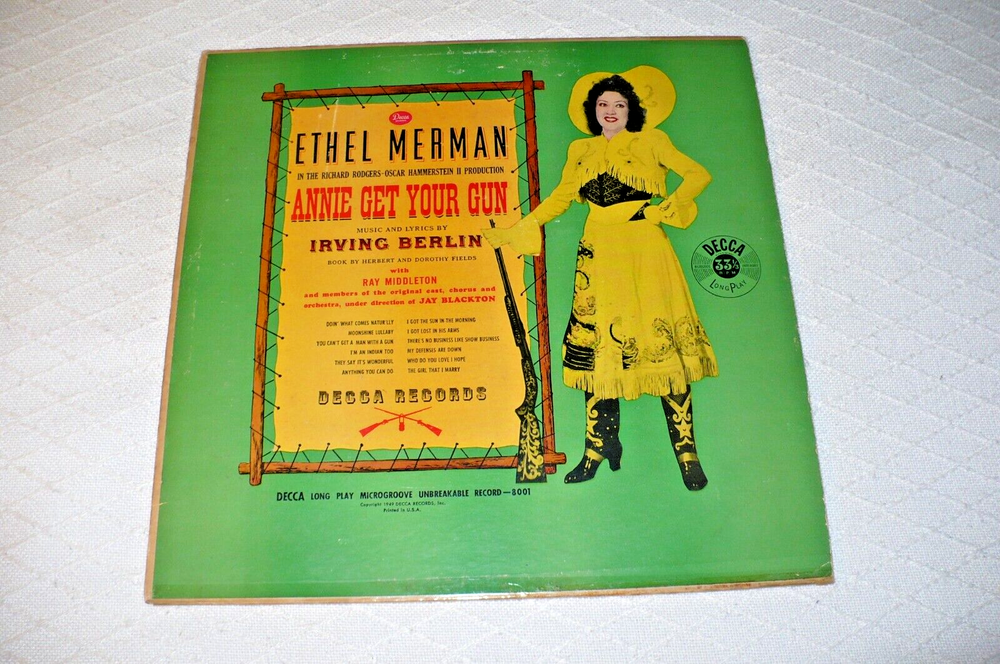 Decca
ETHEL MERMAN
IN THE RICHARD RODGERS-OSCAR HAMMERSTEIN II PRODUCTION
ANNIE GET YOUR GUN
MUSIC AND LYRICS BY
IRVING BERLIN
BOOK BY HERBERT AND DOROTHY FIELDS
with
RAY MIDDLETON
and members of the original cast, chorus and
orchestra, under direction of JAY BLACKTON
DOIN' WHAT COMES NATUR'LLY
MOONSHINE LULLABY
YOU CAN'T GET A MAN WITH A GUN
I'M AN INDIAN TOO
THEY SAY IT'S WONDERFUL
ANYTHING YOU CAN DO
I GOT THE SUN IN THE MORNING
I GOT LOST IN HIS ARMS
THERE'S NO BUSINESS LIKE SHOW BUSINESS
MY DEFENSES ARE DOWN
WHO DO YOU LOVE I HOPE
THE GIRL THAT I MARRY
DECCA RECORDS
DECCA LONG PLAY MICROGROOVE UNBREAKABLE RECORD—8001
Copyright 1949 DECCA RECORDS, Inc.
Printed in U.S.A.
DECCA
33⅓
RPM
LONG PLAY